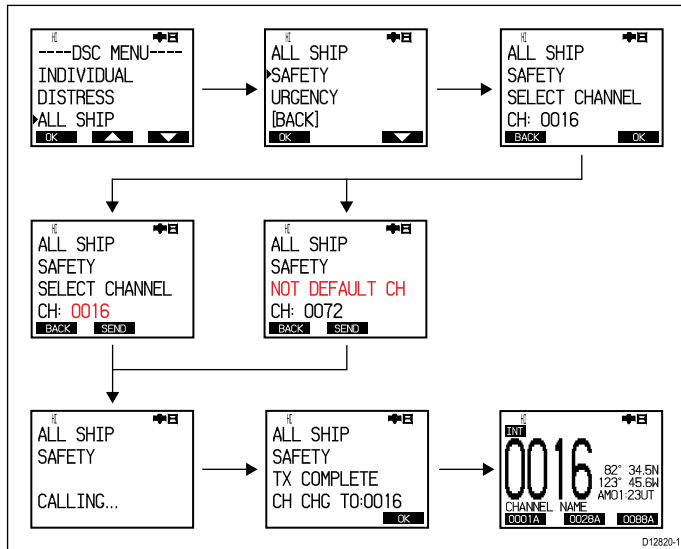 HI
----DSC MENU----
INDIVIDUAL
DISTRESS
ALL SHIP
OK
HI
ALL SHIP
SAFETY
URGENCY
[BACK]
OK
HI
ALL SHIP
SAFETY
SELECT CHANNEL
CH: 0016
BACK OK
HI
ALL SHIP
SAFETY
SELECT CHANNEL
CH: 0016
BACK SEND
HI
ALL SHIP
SAFETY
NOT DEFAULT CH
CH: 0072
BACK SEND
HI
ALL SHIP
SAFETY
CALLING...
HI
ALL SHIP
SAFETY
TX COMPLETE
CH CHG TO:0016
OK
HI
INT
0016
82° 34.5N
123° 45.6W
AM01:23UT
CHANNEL NAME
0001A 0028A 0088A
D12820-1